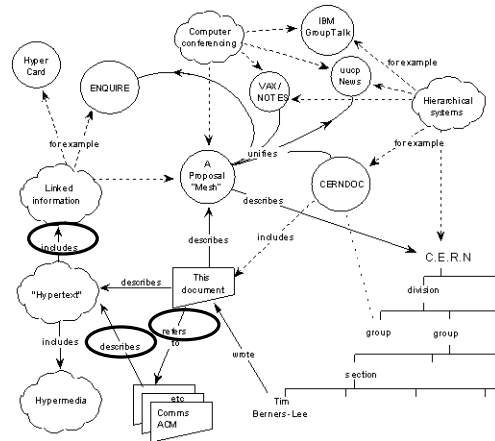 IBM
GroupTalk
Computer
conferencing
Hyper
Card
ENQUIRE
VAX/
NOTES
uucp
News
for example
Hierarchical
systems
for example
for example
unifies
A
Proposal
"Mesh"
CERNDOC
Linked
information
describes
includes
describes
includes
C.E.R.N
This
document
describes
division
"Hypertext"
refers
to
describes
group
group
includes
wrote
section
Hypermedia
etc
Comms
ACM
Tim
Berners-Lee